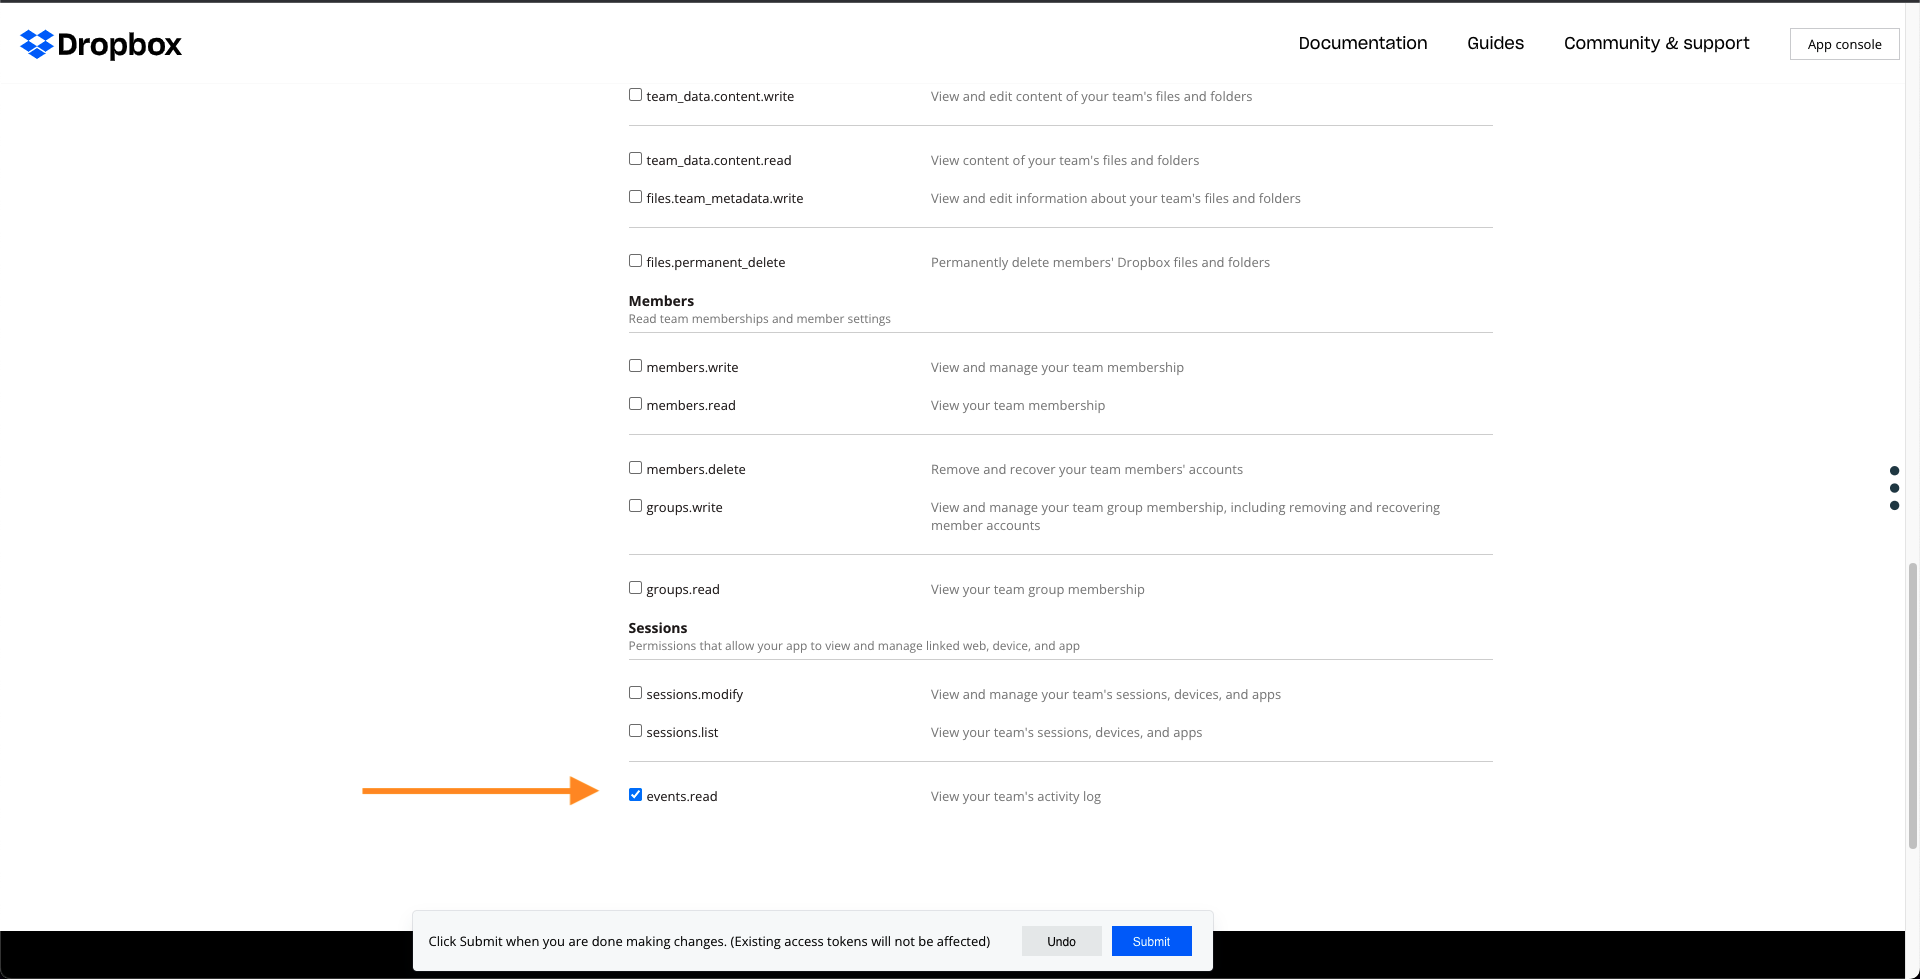 Dropbox
Documentation
Guides
Community & support
App console
team_data.content.write
View and edit content of your team's files and folders
team_data.content.read
View content of your team's files and folders
files.team_metadata.write
View and edit information about your team's files and folders
files.permanent_delete
Permanently delete members' Dropbox files and folders
Members
Read team memberships and member settings
members.write
View and manage your team membership
members.read
View your team membership
members.delete
Remove and recover your team members' accounts
groups.write
View and manage your team group membership, including removing and recovering
member accounts
groups.read
View your team group membership
Sessions
Permissions that allow your app to view and manage linked web, device, and app
sessions.modify
View and manage your team's sessions, devices, and apps
sessions.list
View your team's sessions, devices, and apps
events.read
View your team's activity log
Click Submit when you are done making changes. (Existing access tokens will not be affected)
Undo
Submit